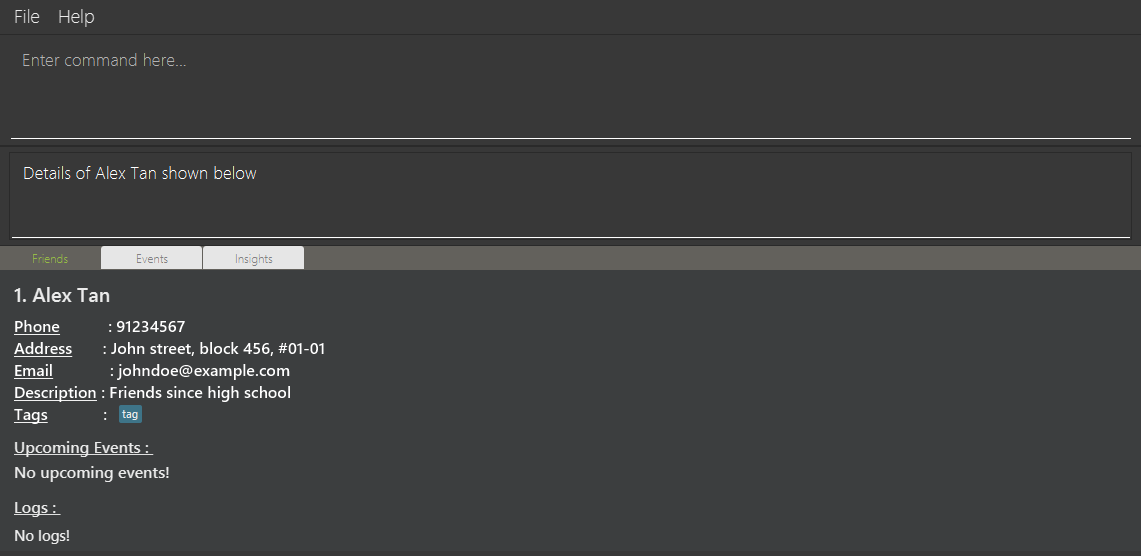 File Help
Enter command here...
Details of Alex Tan shown below
Friends Events Insights
1. Alex Tan
Phone : 91234567
Address : John street, block 456, #01-01
Email : johndoe@example.com
Description : Friends since high school
Tags : tag
Upcoming Events :
No upcoming events!
Logs :
No logs!